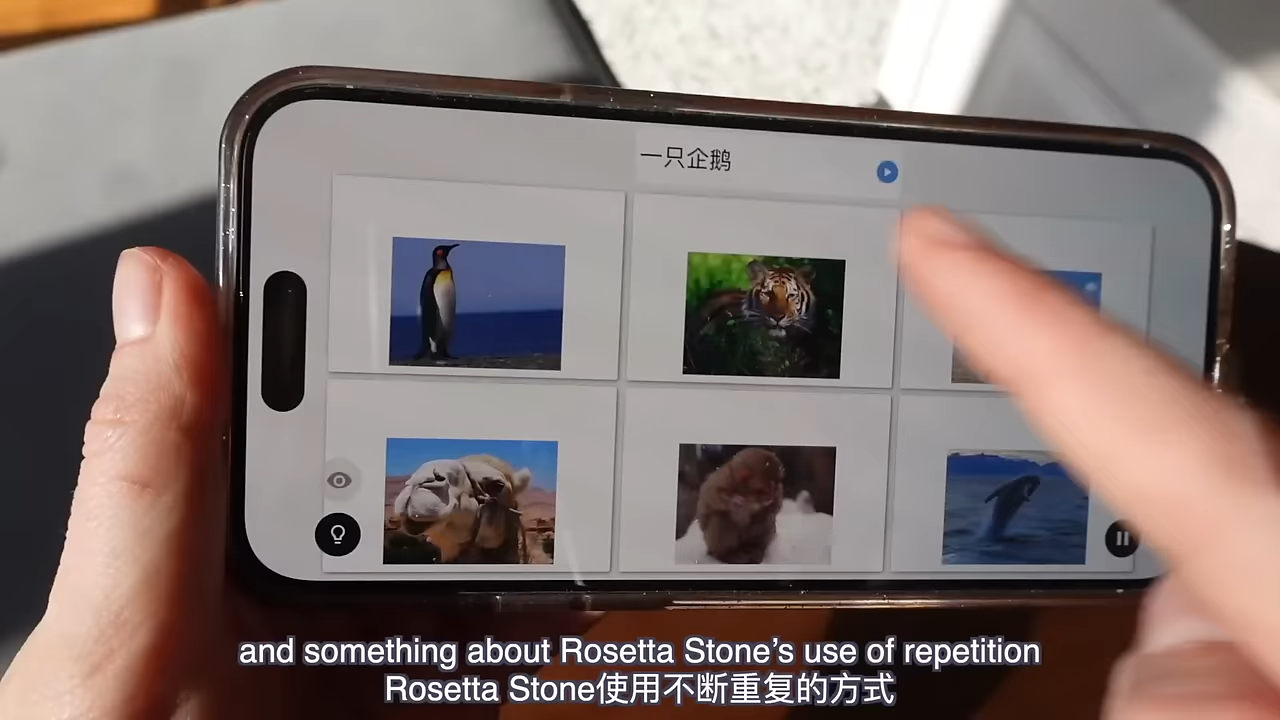 一只企鹅
and something about Rosetta Stone's use of repetition
Rosetta Stone使用不断重复的方式